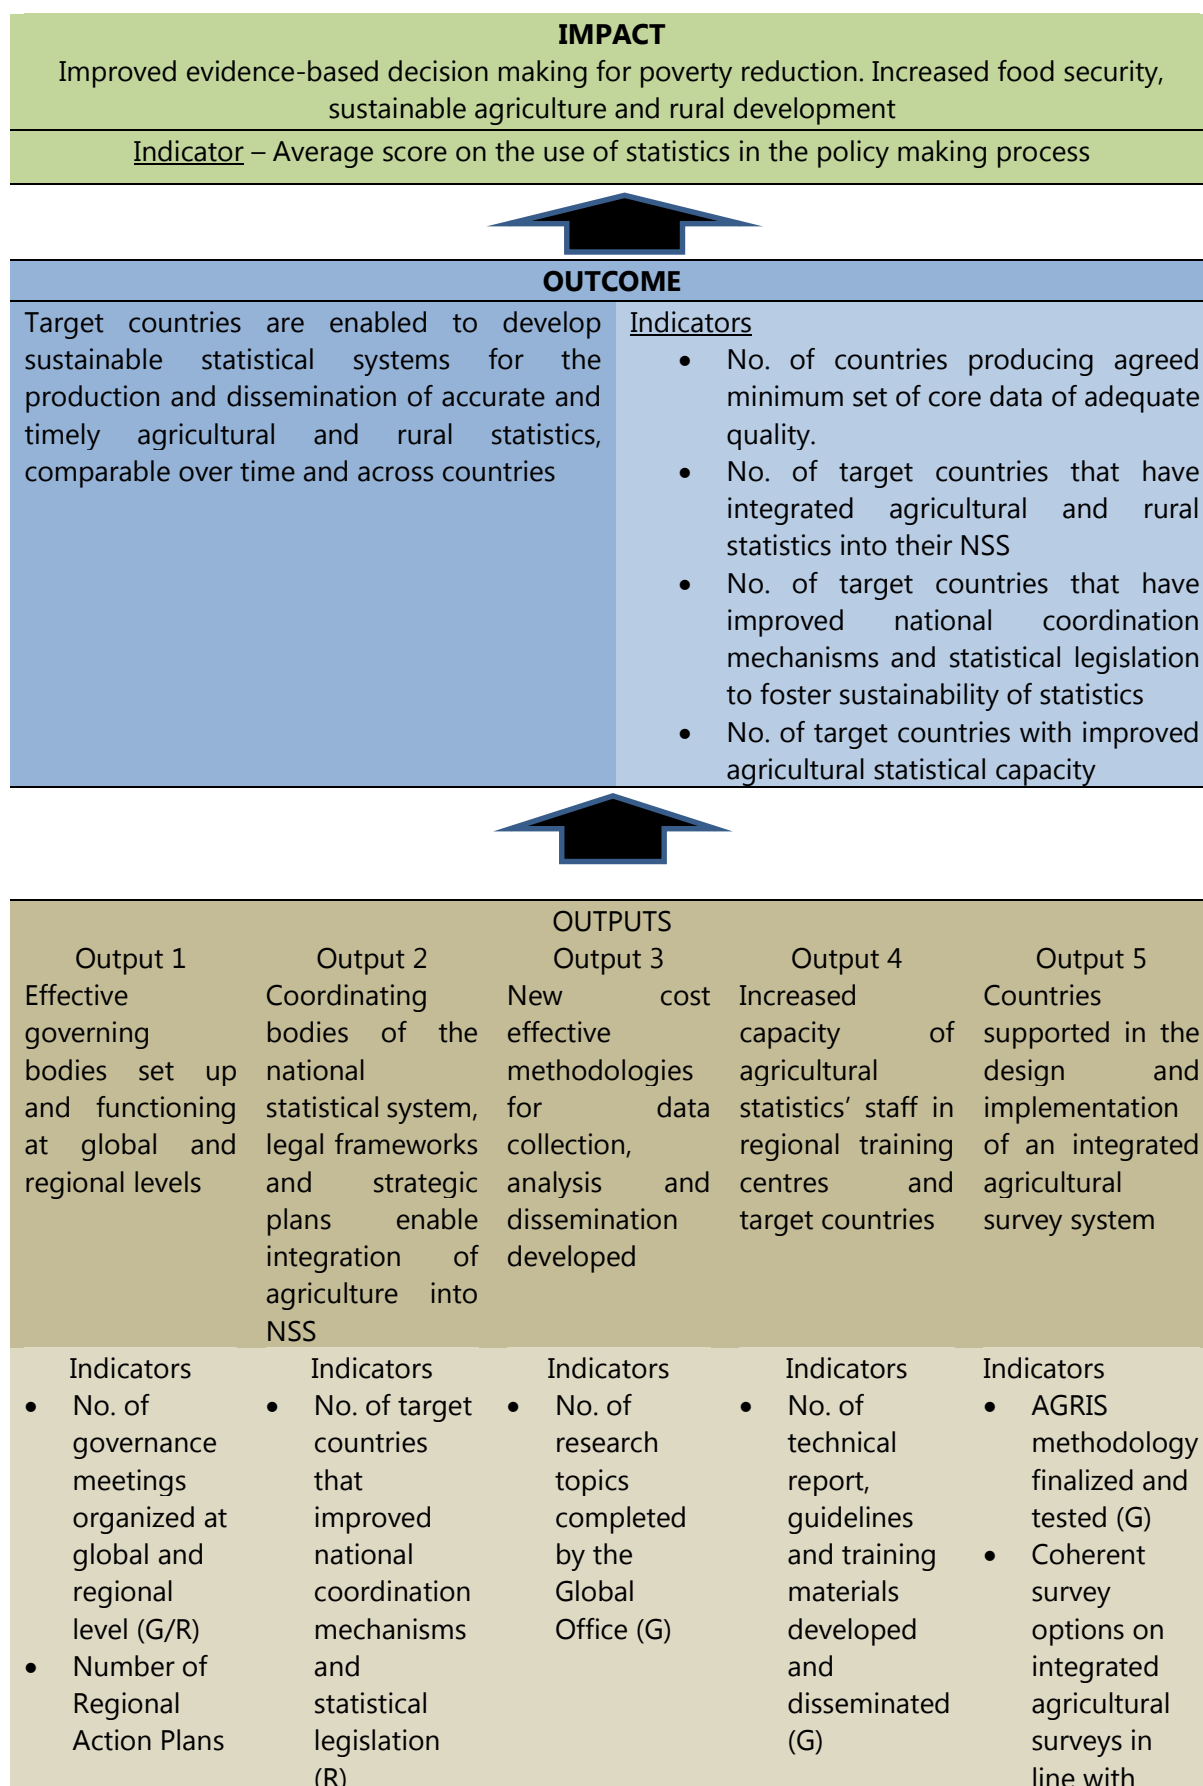 IMPACT
Improved evidence-based decision making for poverty reduction. Increased food security,
sustainable agriculture and rural development
Indicator – Average score on the use of statistics in the policy making process
OUTCOME
Target countries are enabled to develop
sustainable statistical systems for the
production and dissemination of accurate and
timely agricultural and rural statistics,
comparable over time and across countries
Indicators
• No. of countries producing agreed
minimum set of core data of adequate
quality.
• No. of target countries that have
integrated agricultural and rural
statistics into their NSS
• No. of target countries that have
improved national coordination
mechanisms and statistical legislation
to foster sustainability of statistics
• No. of target countries with improved
agricultural statistical capacity
OUTPUTS
Output 1
Effective
governing
bodies set up
and functioning
at global and
regional levels
Output 2
Coordinating
bodies of the
national
statistical system,
legal frameworks
and strategic
plans enable
integration of
agriculture into
NSS
Output 3
New cost
effective
methodologies
for data
collection,
analysis and
dissemination
developed
Output 4
Increased
capacity of
agricultural
statistics’ staff in
regional training
centres and
target countries
Output 5
Countries
supported in the
design and
implementation
of an integrated
agricultural
survey system
Indicators
• No. of
governance
meetings
organized at
global and
regional
level (G/R)
• Number of
Regional
Action Plans
Indicators
• No. of target
countries
that
improved
national
coordination
mechanisms
and
statistical
legislation
(R)
Indicators
• No. of
research
topics
completed
by the
Global
Office (G)
Indicators
• No. of
technical
report,
guidelines
and training
materials
developed
and
disseminated
(G)
Indicators
• AGRIS
methodology
finalized and
tested (G)
• Coherent
survey
options on
integrated
agricultural
surveys in
line with